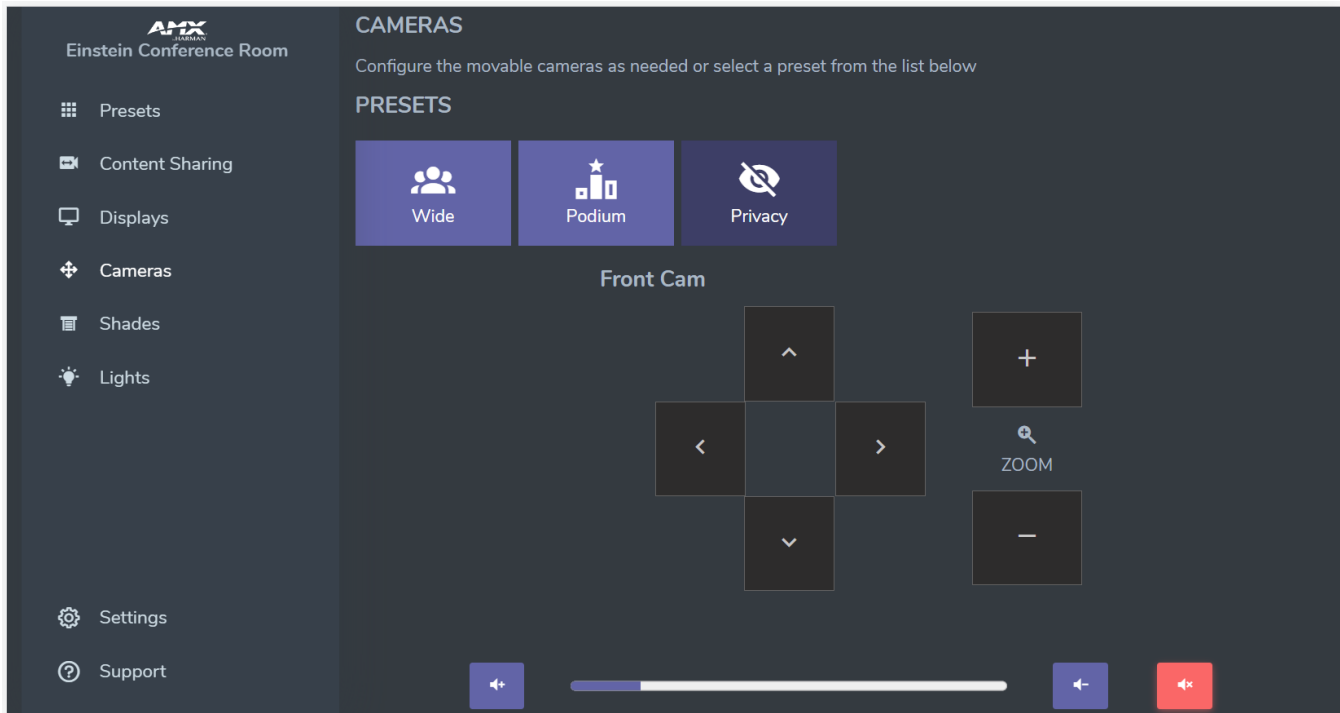 AMX
HARMAN
Einstein Conference Room
Presets
Content Sharing
Displays
Cameras
Shades
Lights
Settings
Support
CAMERAS
Configure the movable cameras as needed or select a preset from the list below
PRESETS
Wide
Podium
Privacy
Front Cam
+
ZOOM
−